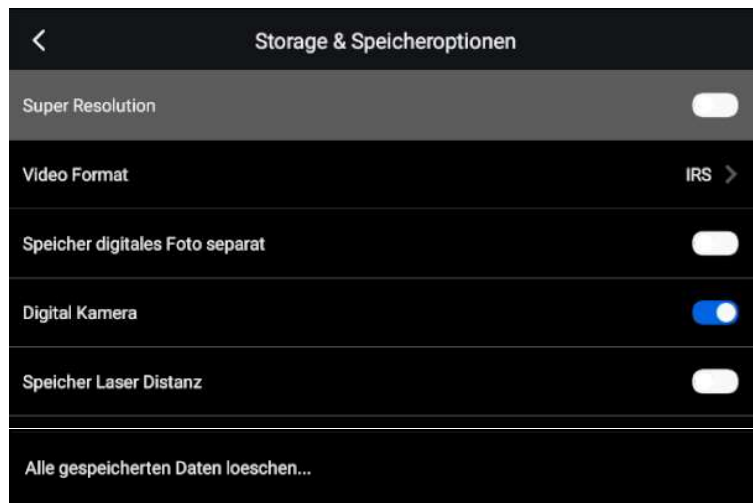 Storage & Speicheroptionen
Super Resolution
Video Format IRS
Speicher digitales Foto separat
Digital Kamera
Speicher Laser Distanz
Alle gespeicherten Daten loeschen...